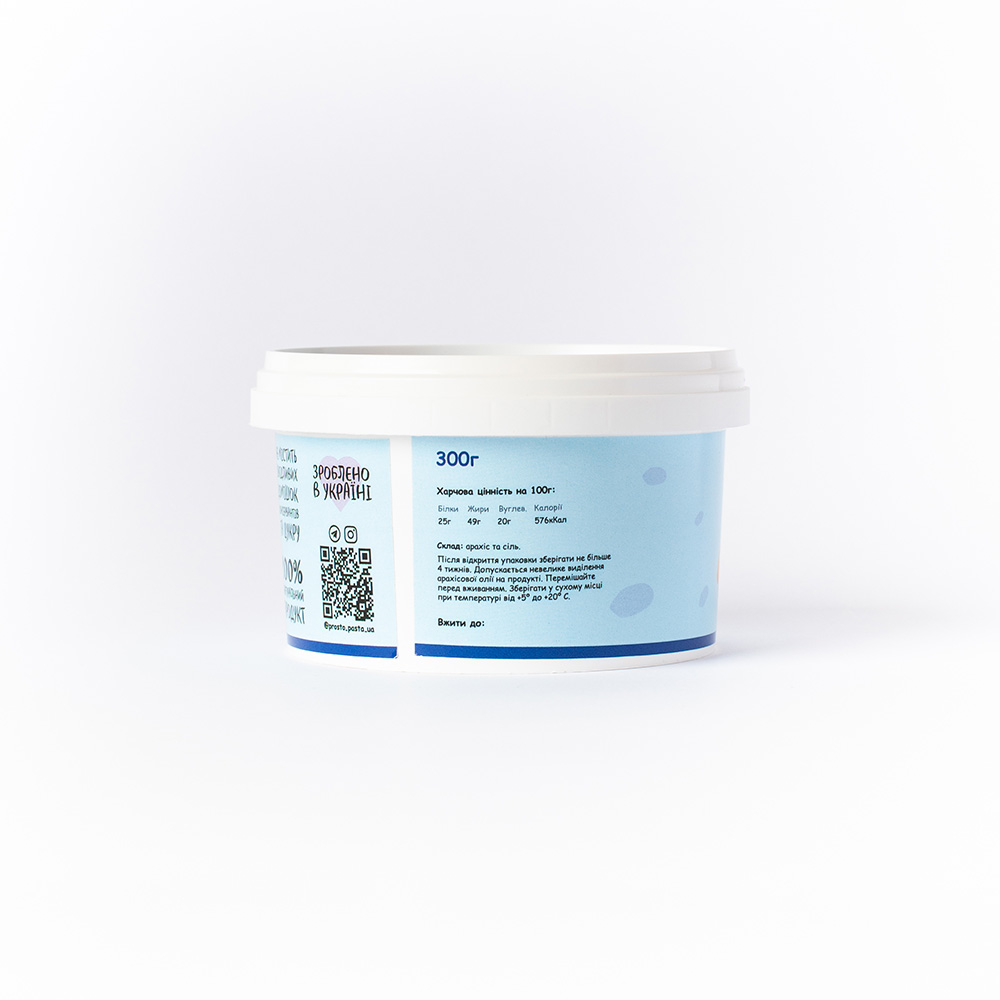 ЗРОБЛЕНО
В УКРАЇНІ
@prosto.pasta_ua
300г
Харчова цінність на 100г:
Білки Жири Вуглев. Калорії
25г 49г 20г 576кКал
Склад: арахіс та сіль.
Після відкриття упаковки зберігати не більше
4 тижнів. Допускається невелике виділення
арахісової олії на продукті. Перемішайте
перед вживанням. Зберігати у сухому місці
при температурі від +5° до +20° С.
Вжити до: